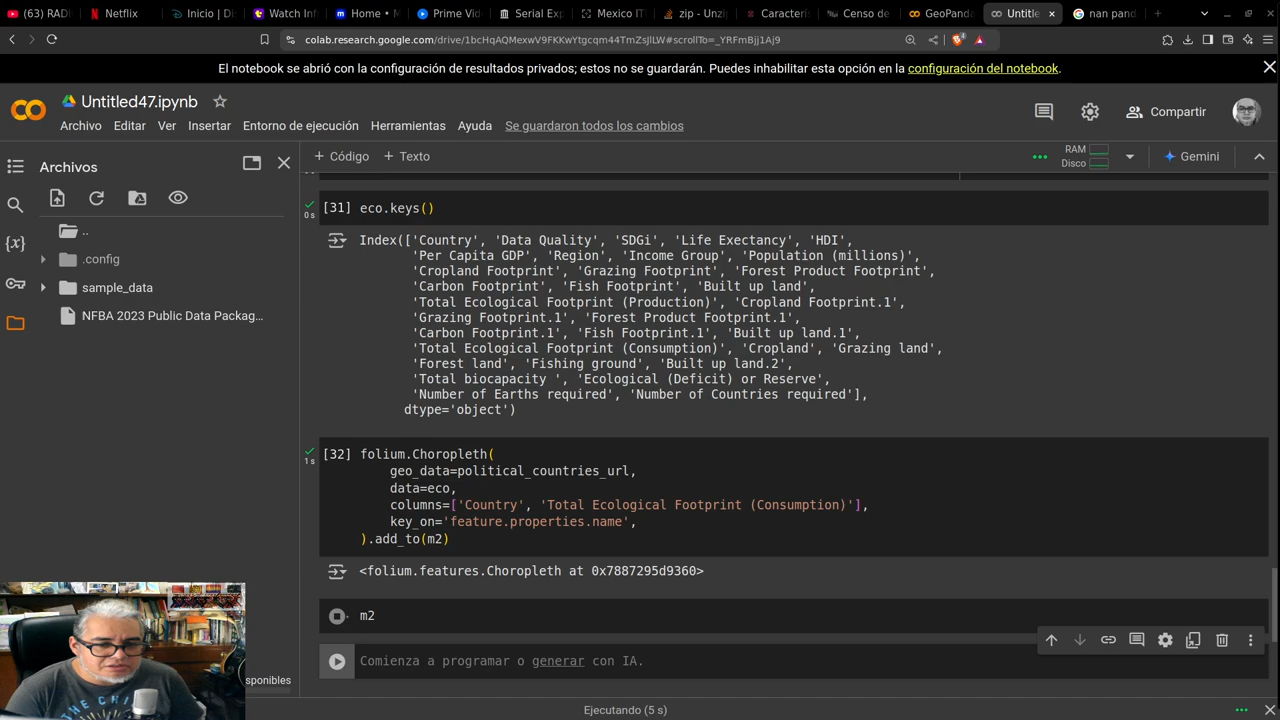 (63) RADI
Netflix
Inicio | Dis
Watch Inf
Home • M
Prime Vide
Serial Exp
Mexico ITR
zip - Unzip
Caracterís
Censo de
GeoPanda
Untitle
nan panda
colab.research.google.com/drive/1bcHqAQMexwV9FKKwYtgcqm44TmZsJlLW#scrollTo=_YRFmBjj1Aj9
El notebook se abrió con la configuración de resultados privados; estos no se guardarán. Puedes inhabilitar esta opción en la configuración del notebook.
Untitled47.ipynb
Archivo Editar Ver Insertar Entorno de ejecución Herramientas Ayuda Se guardaron todos los cambios
Compartir
Archivos
+ Código + Texto
RAM
Disco
Gemini
..
.config
sample_data
NFBA 2023 Public Data Packag...
0 s
[31] eco.keys()
Index(['Country', 'Data Quality', 'SDGi', 'Life Exectancy', 'HDI',
'Per Capita GDP', 'Region', 'Income Group', 'Population (millions)',
'Cropland Footprint', 'Grazing Footprint', 'Forest Product Footprint',
'Carbon Footprint', 'Fish Footprint', 'Built up land',
'Total Ecological Footprint (Production)', 'Cropland Footprint.1',
'Grazing Footprint.1', 'Forest Product Footprint.1',
'Carbon Footprint.1', 'Fish Footprint.1', 'Built up land.1',
'Total Ecological Footprint (Consumption)', 'Cropland', 'Grazing land',
'Forest land', 'Fishing ground', 'Built up land.2',
'Total biocapacity ', 'Ecological (Deficit) or Reserve',
'Number of Earths required', 'Number of Countries required'],
dtype='object')
1 s
[32] folium.Choropleth(
geo_data=political_countries_url,
data=eco,
columns=['Country', 'Total Ecological Footprint (Consumption)'],
key_on='feature.properties.name',
).add_to(m2)
<folium.features.Choropleth at 0x7887295d9360>
m2
Comienza a programar o generar con IA.
sponibles
Ejecutando (5 s)